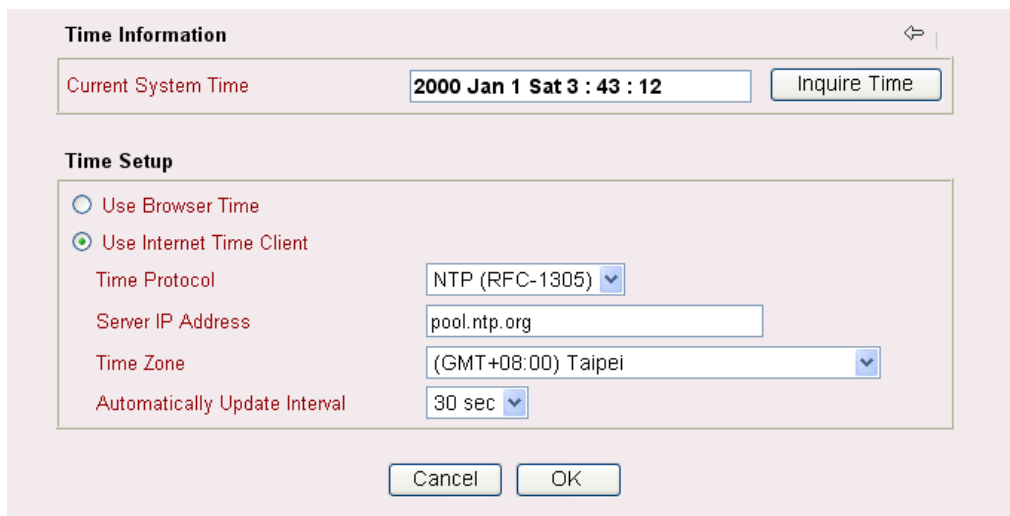 Time Information
Current System Time 2000 Jan 1 Sat 3 : 43 : 12 Inquire Time
Time Setup
Use Browser Time
Use Internet Time Client
Time Protocol NTP (RFC-1305)
Server IP Address pool.ntp.org
Time Zone (GMT+08:00) Taipei
Automatically Update Interval 30 sec
Cancel OK